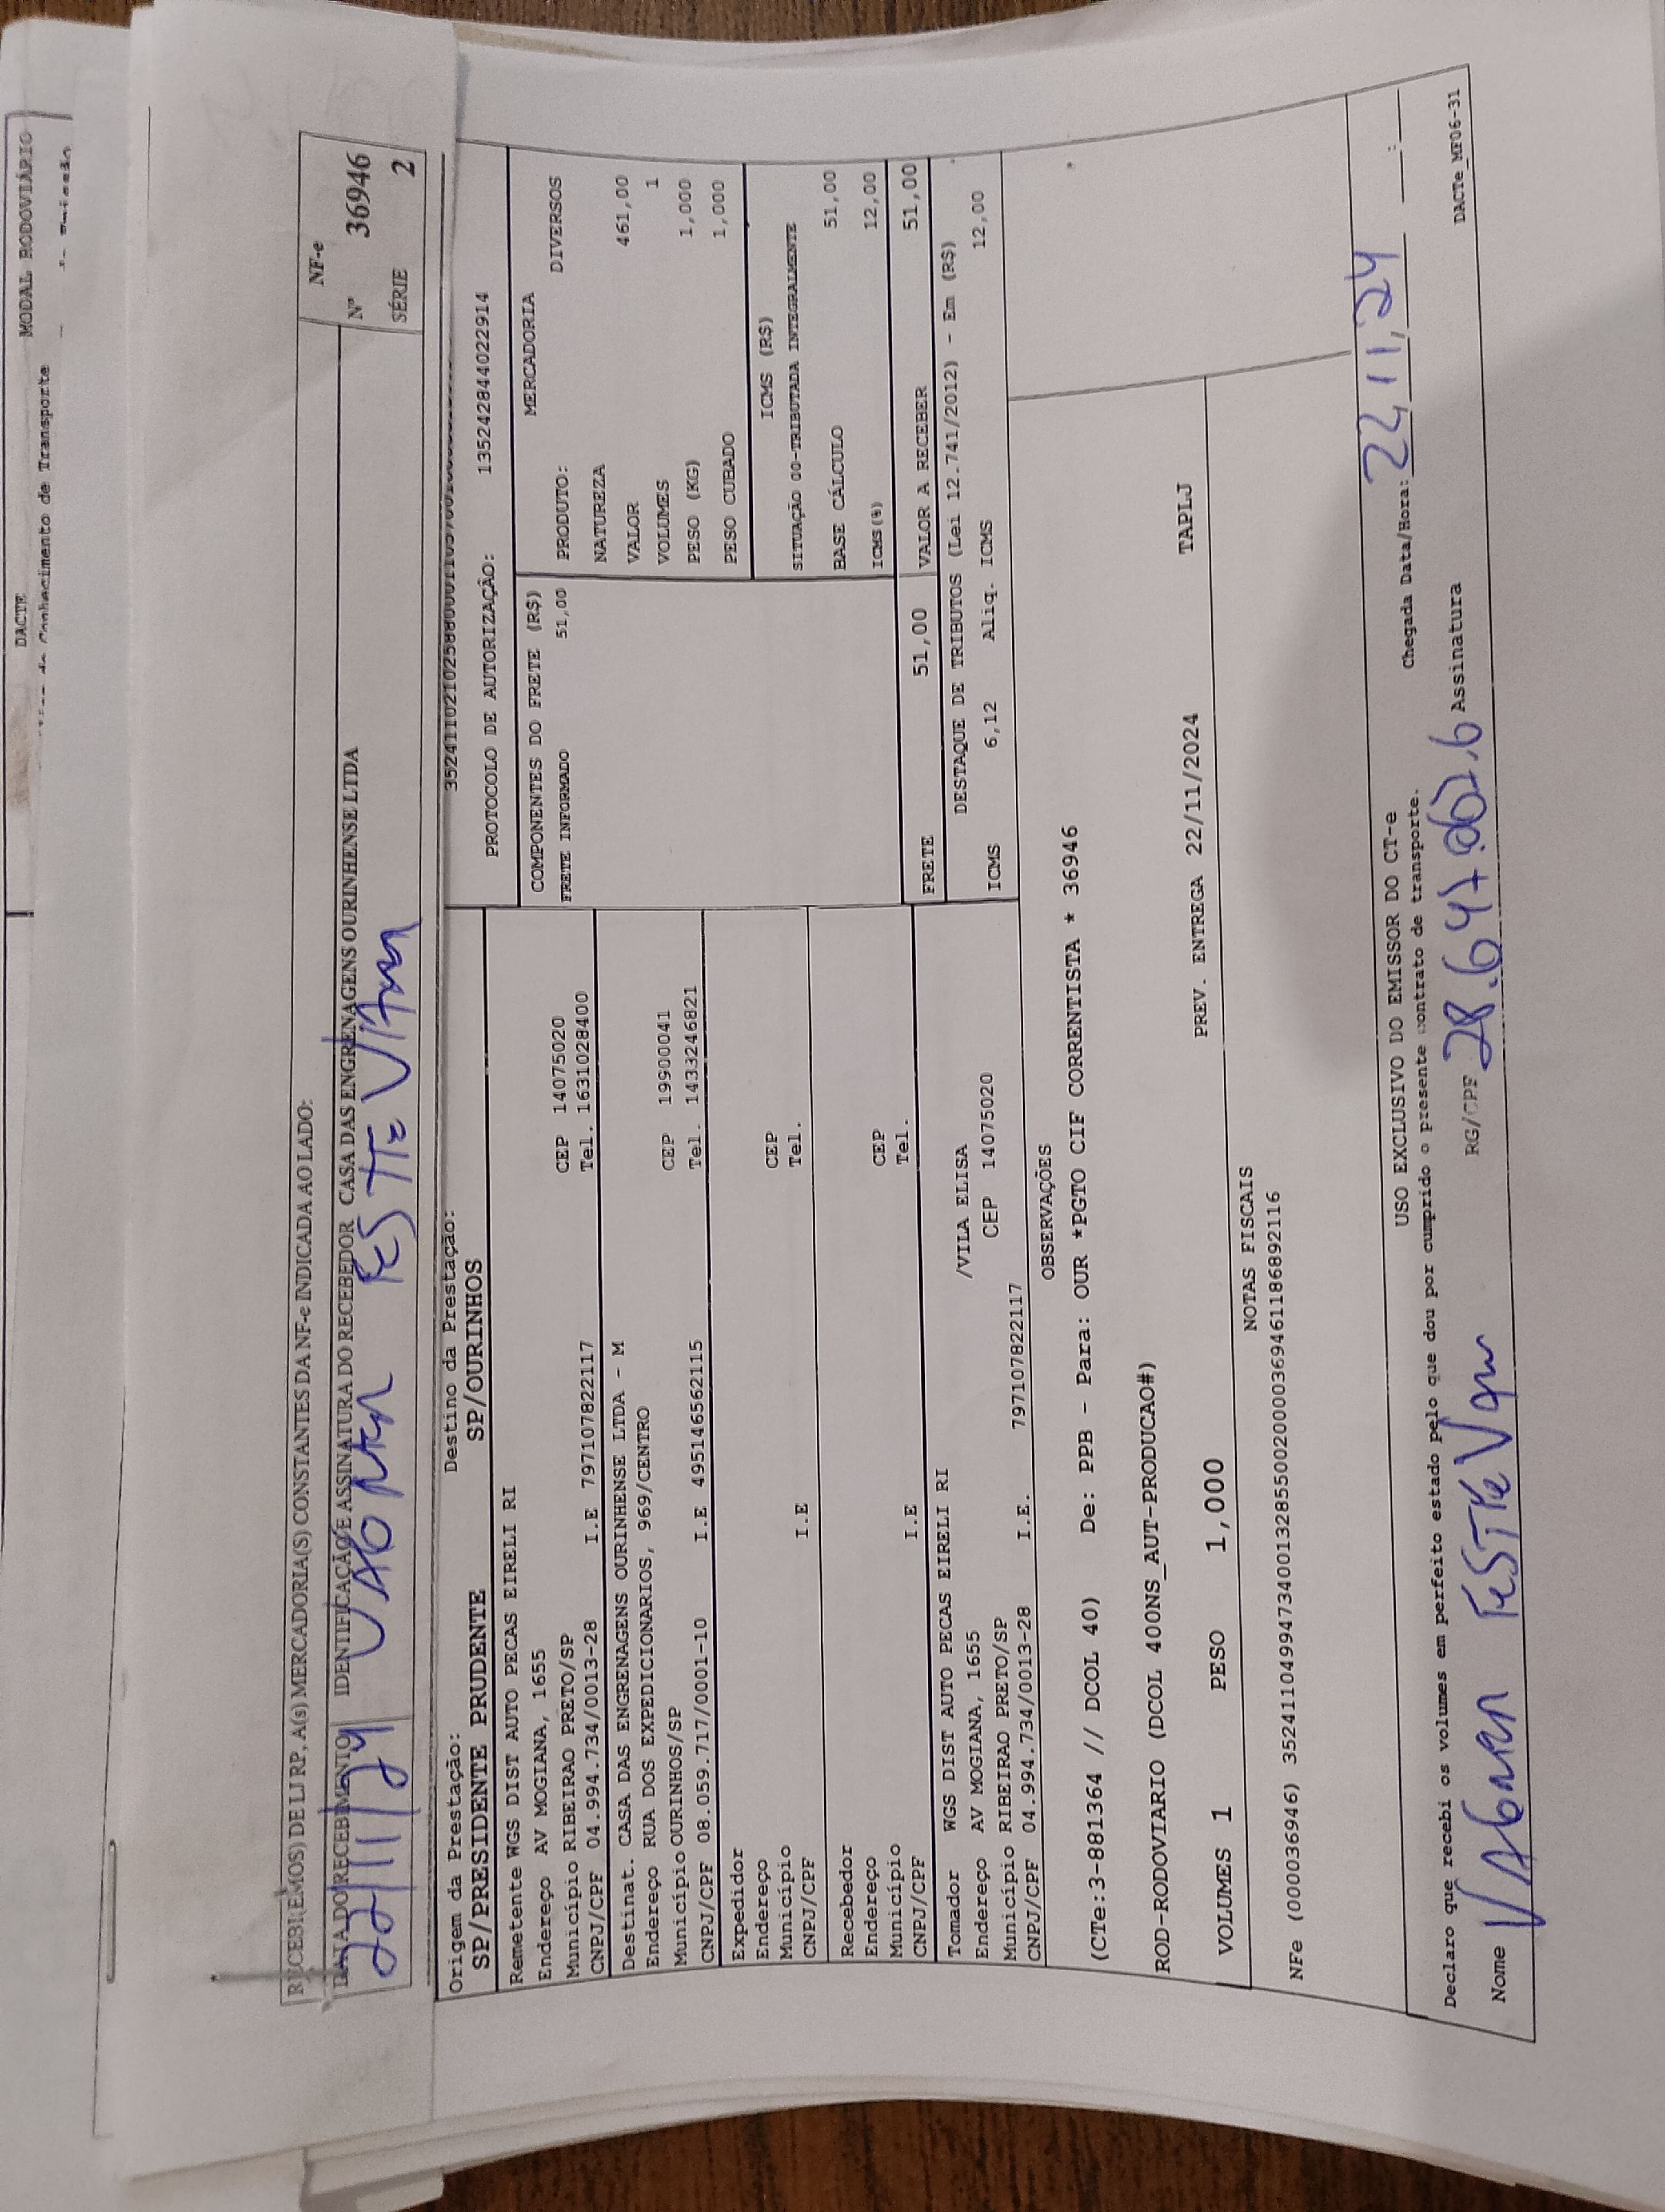 DACTE
MODAL RODOVIÁRIO
Conhecimento de Transporte
RECEBI(EMOS) DE LJ RP, A(s) MERCADORIA(S) CONSTANTES DA NF-e INDICADA AO LADO:
NF-e
DATA DO RECEBIMENTO
IDENTIFICAÇÃO E ASSINATURA DO RECEBEDOR CASA DAS ENGRENAGENS OURINHENSE LTDA
Nº 36946
22/11/24
SÉRIE 2
Origem da Prestação:
Destino da Prestação:
SP/PRESIDENTE PRUDENTE
SP/OURINHOS
PROTOCOLO DE AUTORIZAÇÃO: 135242844022914
Remetente WGS DIST AUTO PECAS EIRELI RI
Endereço AV MOGIANA, 1655
Município RIBEIRAO PRETO/SP CEP 14075020
CNPJ/CPF 04.994.734/0013-28 I.E 797107822117 Tel. 1631028400
Destinat. CASA DAS ENGRENAGENS OURINHENSE LTDA - M
Endereço RUA DOS EXPEDICIONARIOS, 969/CENTRO
Município OURINHOS/SP CEP 19900041
CNPJ/CPF 08.059.717/0001-10 I.E 495146562115 Tel. 1433246821
Expedidor
Endereço
Município CEP
CNPJ/CPF I.E Tel.
Recebedor
Endereço
Município CEP
CNPJ/CPF I.E Tel.
COMPONENTES DO FRETE (R$)
FRETE INFORMADO 51,00
MERCADORIA
PRODUTO: DIVERSOS
NATUREZA
VALOR 461,00
VOLUMES 1
PESO (KG) 1,000
PESO CUBADO 1,000
ICMS (R$)
SITUAÇÃO 00-TRIBUTADA INTEGRALMENTE
BASE CÁLCULO 51,00
ICMS(%) 12,00
FRETE 51,00
VALOR A RECEBER 51,00
Tomador WGS DIST AUTO PECAS EIRELI RI
Endereço AV MOGIANA, 1655 /VILA ELISA
Município RIBEIRAO PRETO/SP CEP 14075020
CNPJ/CPF 04.994.734/0013-28 I.E. 797107822117
DESTAQUE DE TRIBUTOS (Lei 12.741/2012) - Em (R$)
ICMS 6,12 Aliq. ICMS 12,00
OBSERVAÇÕES
(CTe:3-881364 // DCOL 40) De: PPB - Para: OUR *PGTO CIF CORRENTISTA * 36946
ROD-RODOVIARIO (DCOL 400NS_AUT-PRODUCAO#)
VOLUMES 1 PESO 1,000 PREV. ENTREGA 22/11/2024 TAPLJ
NOTAS FISCAIS
NFe (000036946) 35241104994734001328550020000369461186892116
USO EXCLUSIVO DO EMISSOR DO CT-e
Declaro que recebi os volumes em perfeito estado pelo que dou por cumprido o presente contrato de transporte.
Chegada Data/Hora: 22 11, 24
Nome
RG/CPF 28.647.002.6 Assinatura
DACTe_MF06-31